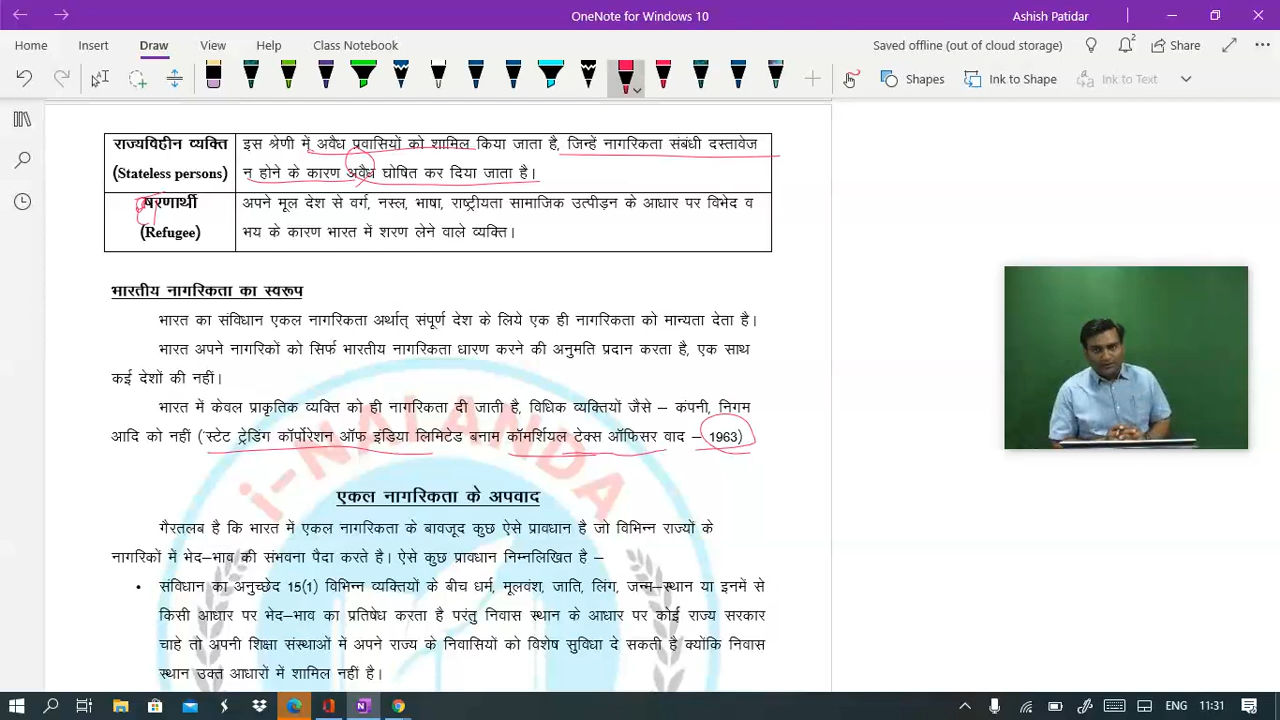 OneNote for Windows 10
Ashish Patidar
Home Insert Draw View Help Class Notebook
Saved offline (out of cloud storage) Share
Shapes Ink to Shape Ink to Text
राज्यविहीन व्यक्ति
(Stateless persons)
इस श्रेणी में अवैध प्रवासियों को शामिल किया जाता है, जिन्हें नागरिकता संबंधी दस्तावेज
न होने के कारण अवैध घोषित कर दिया जाता है।
षरणार्थी
(Refugee)
अपने मूल देश से वर्ग, नस्ल, भाषा, राष्ट्रीयता सामाजिक उत्पीड़न के आधार पर विभेद व
भय के कारण भारत में शरण लेने वाले व्यक्ति।
भारतीय नागरिकता का स्वरूप
भारत का संविधान एकल नागरिकता अर्थात् संपूर्ण देश के लिये एक ही नागरिकता को मान्यता देता है।
भारत अपने नागरिकों को सिर्फ भारतीय नागरिकता धारण करने की अनुमति प्रदान करता है, एक साथ
कई देशों की नहीं।
भारत में केवल प्राकृतिक व्यक्ति को ही नागरिकता दी जाती है, विधिक व्यक्तियों जैसे – कंपनी, निगम
आदि को नहीं ('स्टेट ट्रेडिंग कॉर्पोरेशन ऑफ इंडिया लिमिटेड बनाम कॉमर्शियल टेक्स ऑफिसर वाद – 1963)
i-NALANDA
एकल नागरिकता के अपवाद
गैरतलब है कि भारत में एकल नागरिकता के बावजूद कुछ ऐसे प्रावधान है जो विभिन्न राज्यों के
नागरिकों में भेद–भाव की संभवना पैदा करते है। ऐसे कुछ प्रावधान निम्नलिखित है –
• संविधान का अनुच्छेद 15(1) विभिन्न व्यक्तियों के बीच धर्म, मूलवंश, जाति, लिंग, जन्म–स्थान या इनमें से
किसी आधार पर भेद–भाव का प्रतिषेध करता है परंतु निवास स्थान के आधार पर कोई राज्य सरकार
चाहे तो अपनी शिक्षा संस्थाओं में अपने राज्य के निवासियों को विशेष सुविधा दे सकती है क्योंकि निवास
स्थान उक्त आधारों में शामिल नहीं है।
ENG 11:31